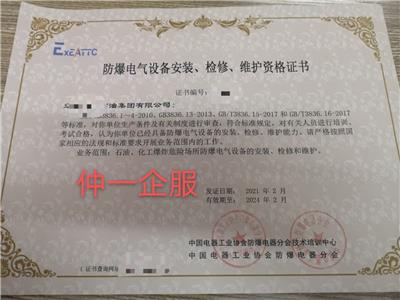 ExEATTC
防爆电气设备安装、检修、维护资格证书
证书编号：
油集团有限公司：
3836.1～4-2010、GB3836.13-2013、GB/T3836.15-2017和GB/T3836.16-2017
等标准，对你单位生产条件及有关制度进行审查，符合标准规定，对有关人员进行培训、
考试合格，认为你单位已经具备防爆电气设备的安装、检修、维护能力。请严格按照国
家相应的法规和标准要求开展业务范围内的工作。
业务范围：石油、化工爆炸危险场所防爆电气设备的安装、检修和维护。
仲一企服
发证日期：2021 年 2 月
有效期至：2024 年 2 月
中国电器工业协会防爆电器分会技术培训中心
中国电器工业协会防爆电器分会
（证书查询网